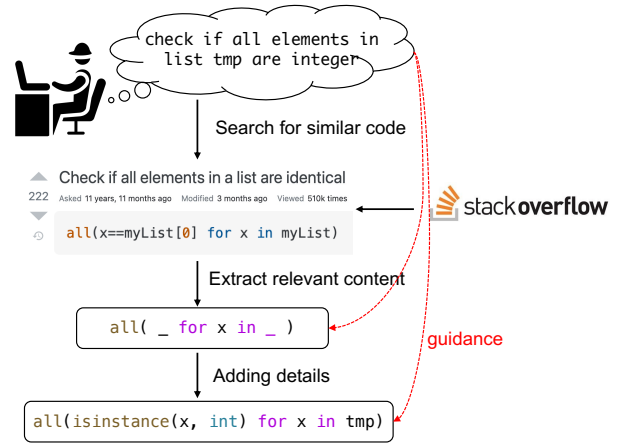 check if all elements in
list tmp are integer
Search for similar code
Check if all elements in a list are identical
222
Asked 11 years, 11 months ago Modified 3 months ago Viewed 510k times
all(x==myList[0] for x in myList)
stackoverflow
Extract relevant content
all( _ for x in _ )
guidance
Adding details
all(isinstance(x, int) for x in tmp)